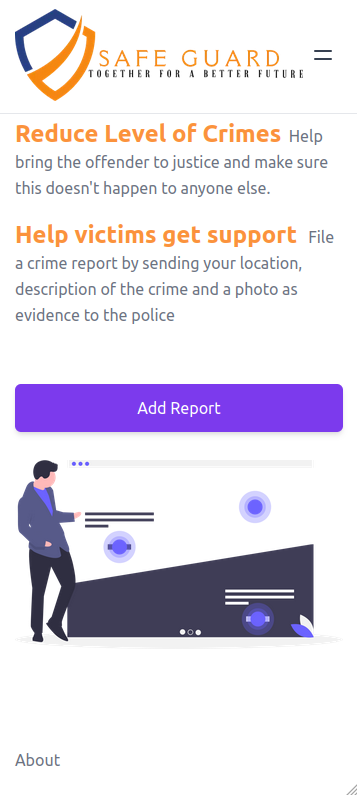 SAFE GUARD
TOGETHER FOR A BETTER FUTURE
Reduce Level of Crimes Help
bring the offender to justice and make sure
this doesn't happen to anyone else.
Help victims get support File
a crime report by sending your location,
description of the crime and a photo as
evidence to the police
Add Report
About